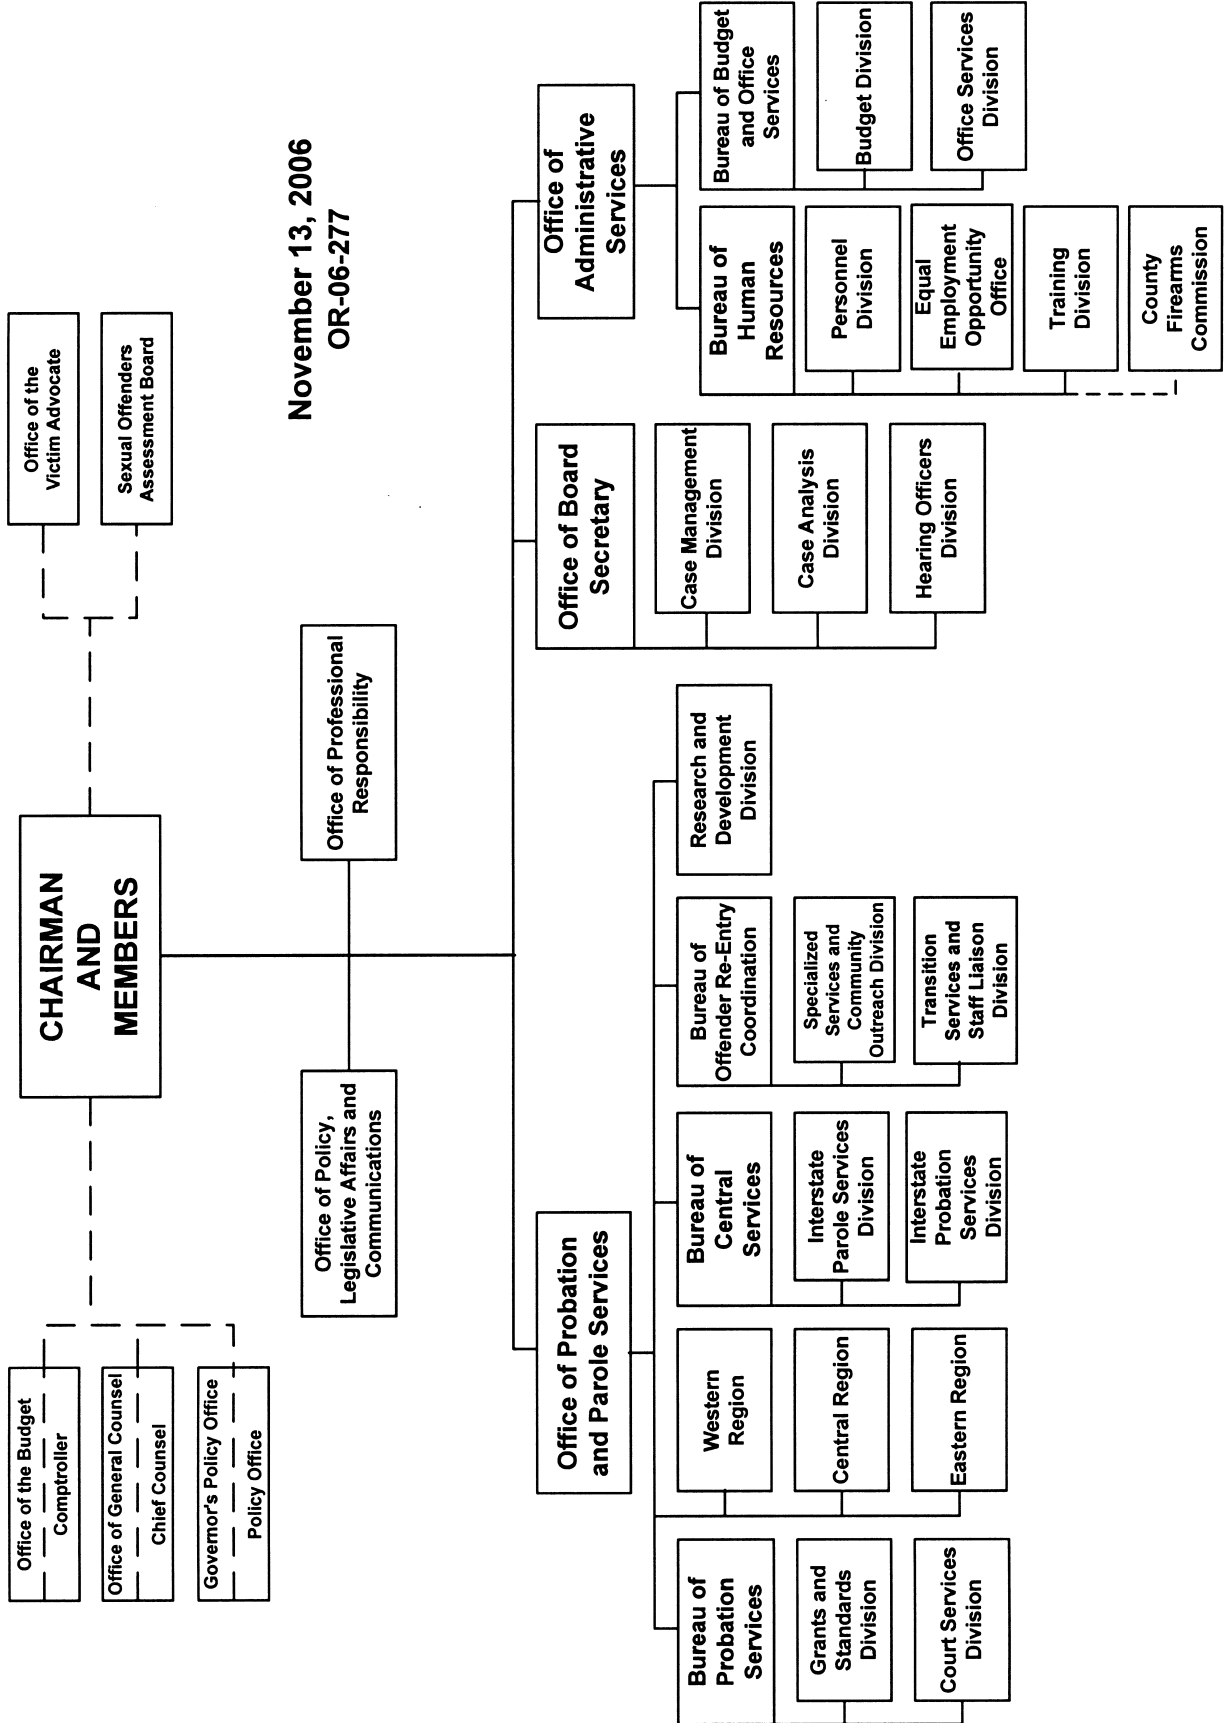 Office of the Budget
Comptroller
Office of General Counsel
Chief Counsel
Governor's Policy Office
Policy Office
CHAIRMAN
AND
MEMBERS
Office of the
Victim Advocate
Sexual Offenders
Assessment Board
Office of Policy,
Legislative Affairs and
Communications
Office of Professional
Responsibility
November 13, 2006
OR-06-277
Office of Probation
and Parole Services
Office of Board
Secretary
Office of
Administrative
Services
Bureau of
Probation
Services
Grants and
Standards
Division
Court Services
Division
Western
Region
Central Region
Eastern Region
Bureau of
Central
Services
Interstate
Parole Services
Division
Interstate
Probation
Services
Division
Bureau of
Offender Re-Entry
Coordination
Specialized
Services and
Community
Outreach Division
Transition
Services and
Staff Liaison
Division
Research and
Development
Division
Case Management
Division
Case Analysis
Division
Hearing Officers
Division
Bureau of
Human
Resources
Personnel
Division
Equal
Employment
Opportunity
Office
Training
Division
County
Firearms
Commission
Bureau of Budget
and Office
Services
Budget Division
Office Services
Division